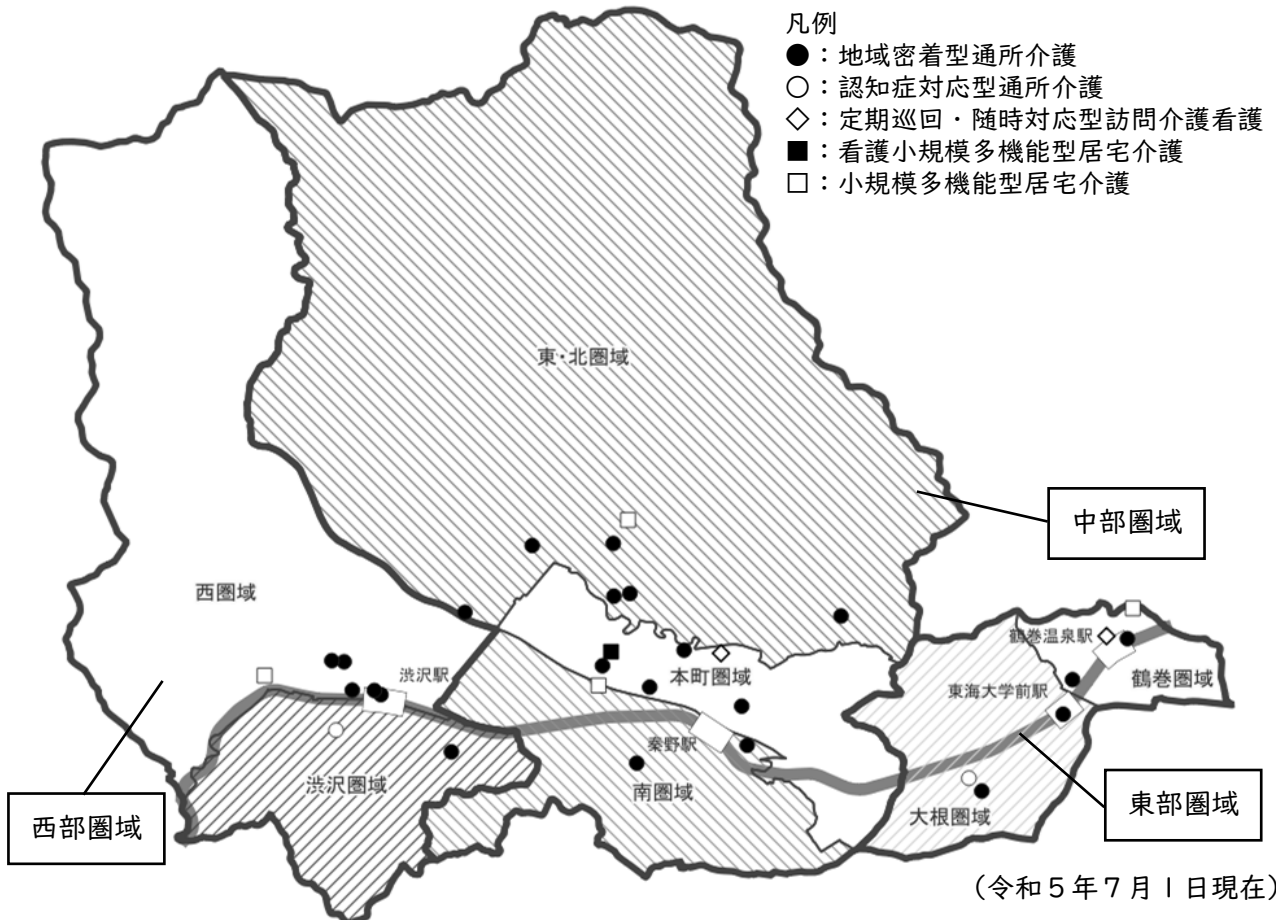 凡例
●：地域密着型通所介護
○：認知症対応型通所介護
◇：定期巡回・随時対応型訪問介護看護
■：看護小規模多機能型居宅介護
□：小規模多機能型居宅介護
東・北圏域
中部圏域
西圏域
鶴巻温泉駅
渋沢駅
本町圏域
鶴巻圏域
東海大学前駅
秦野駅
渋沢圏域
南圏域
大根圏域
東部圏域
西部圏域
（令和５年７月１日現在）